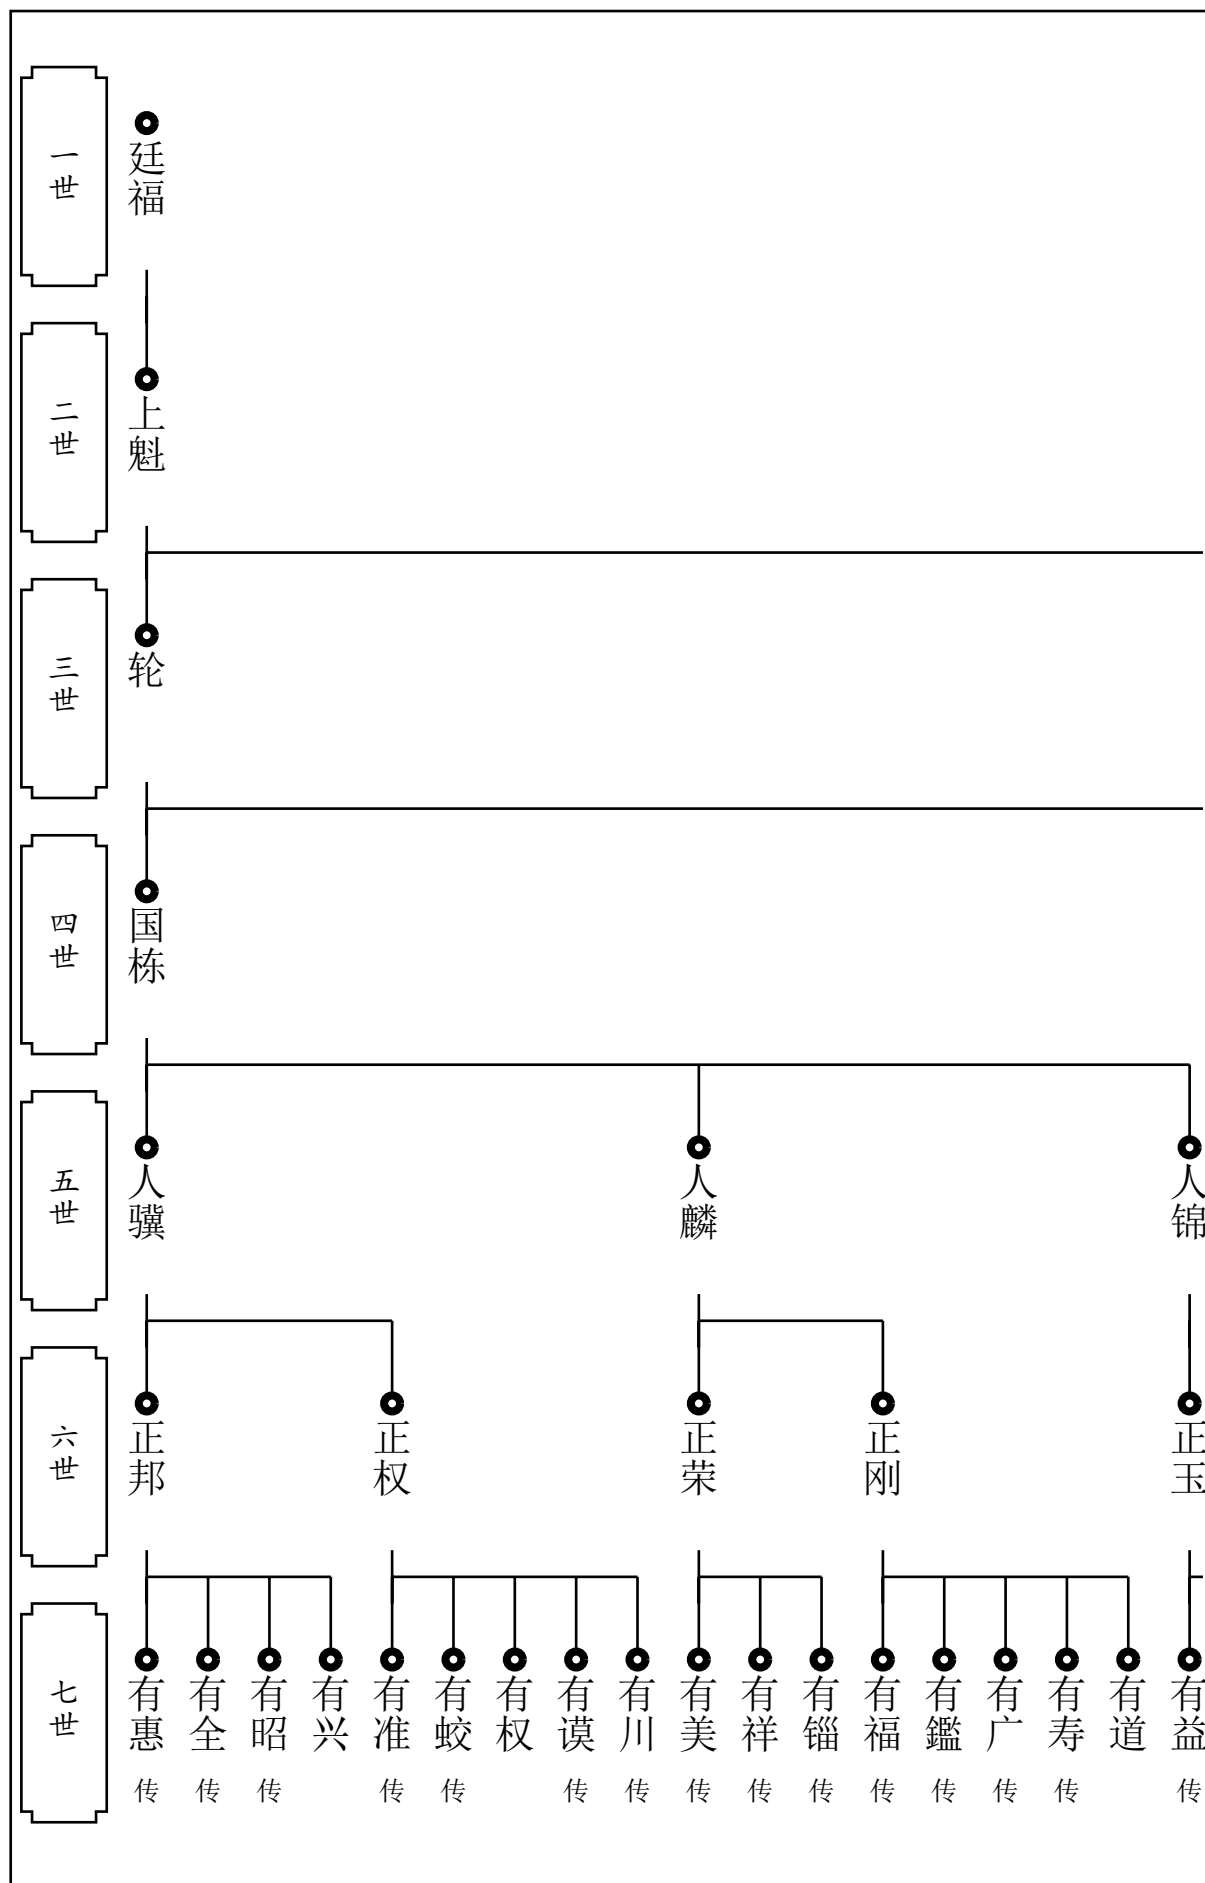 一世
廷福
二世
上魁
三世
轮
四世
国栋
五世
人骥
人麟
人锦
六世
正邦
正权
正荣
正刚
正玉
七世
有惠 传
有全 传
有昭 传
有兴
有准 传
有蛟 传
有权
有谟 传
有川 传
有美 传
有祥 传
有锱 传
有福 传
有鑑 传
有广 传
有寿 传
有道
有益 传